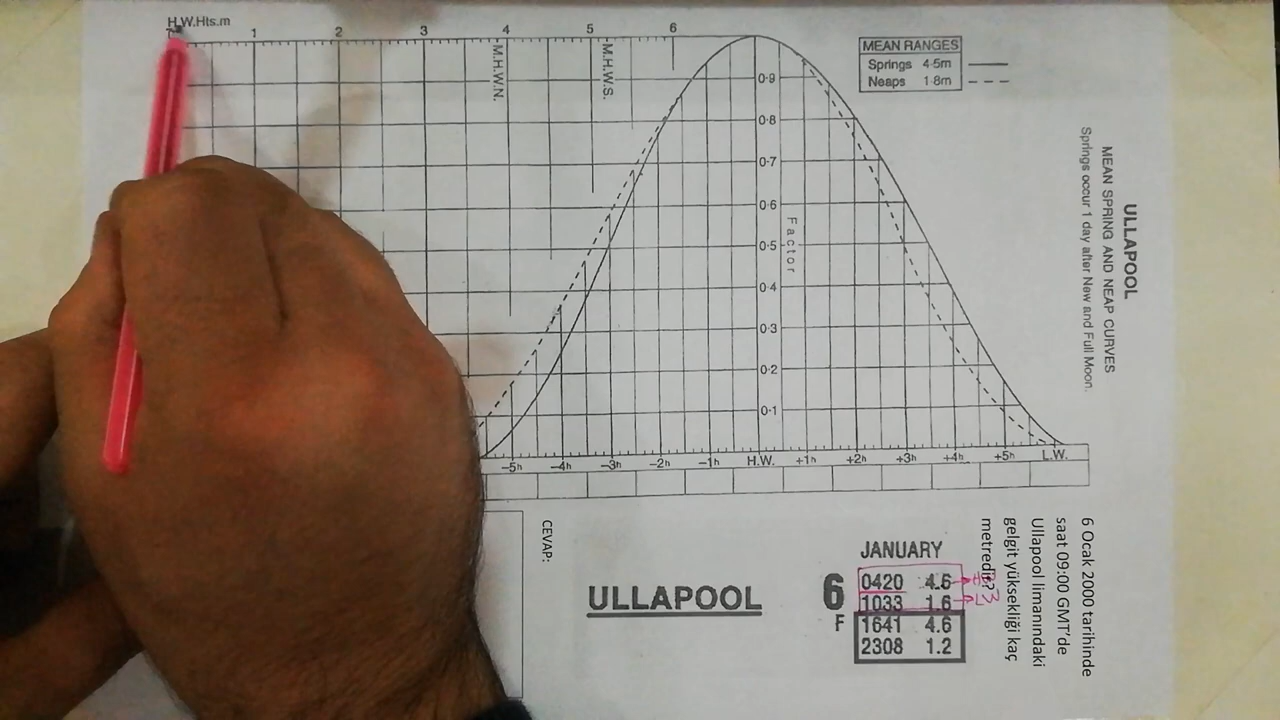 H.W.Hts.m
1 2 3 4 5 6
M.H.W.N.
M.H.W.S.
MEAN RANGES
Springs 4·5m
Neaps 1·8m
ULLAPOOL
MEAN SPRING AND NEAP CURVES
Springs occur 1 day after New and Full Moon.
0·9
0·8
0·7
0·6
0·5
0·4
0·3
0·2
0·1
Factor
–5h –4h –3h –2h –1h H.W. +1h +2h +3h +4h +5h L.W.
6 Ocak 2000 tarihinde
saat 09:00 GMT'de
Ullapool limanındaki
gelgit yüksekliği kaç
metredir?
CEVAP:
ULLAPOOL
JANUARY
6
F
0420 4.6
1033 1.6
1641 4.6
2308 1.2